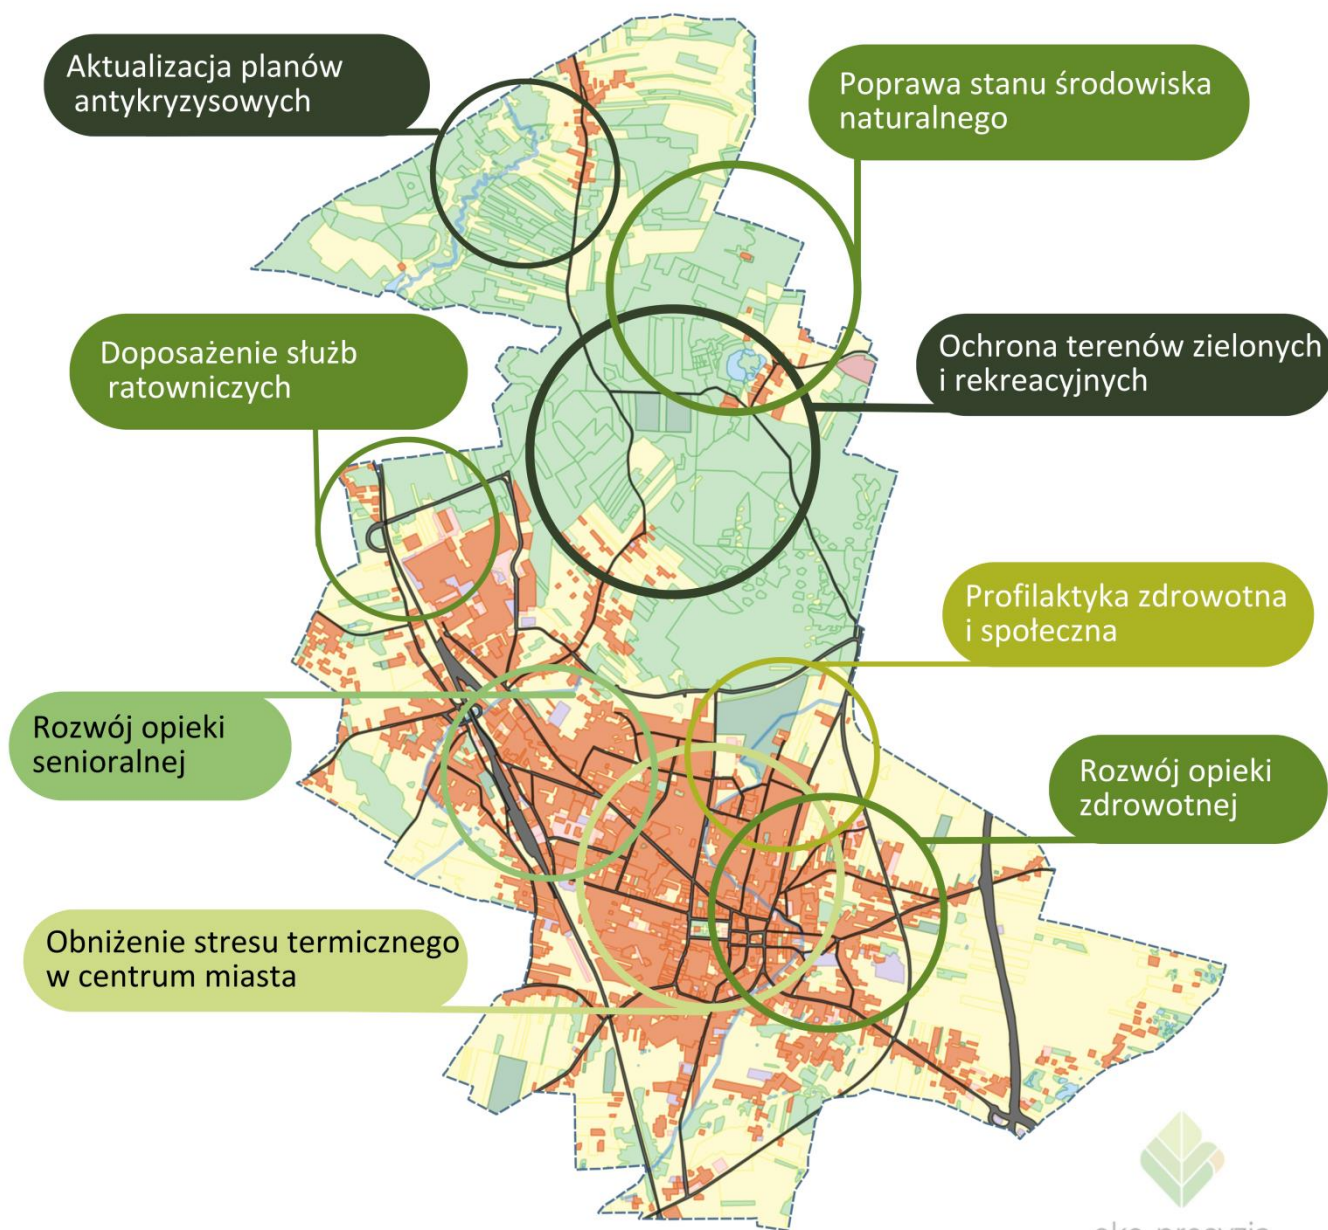 Aktualizacja planów
antykryzysowych
Poprawa stanu środowiska
naturalnego
Doposażenie służb
ratowniczych
Ochrona terenów zielonych
i rekreacyjnych
Profilaktyka zdrowotna
i społeczna
Rozwój opieki
senioralnej
Rozwój opieki
zdrowotnej
Obniżenie stresu termicznego
w centrum miasta